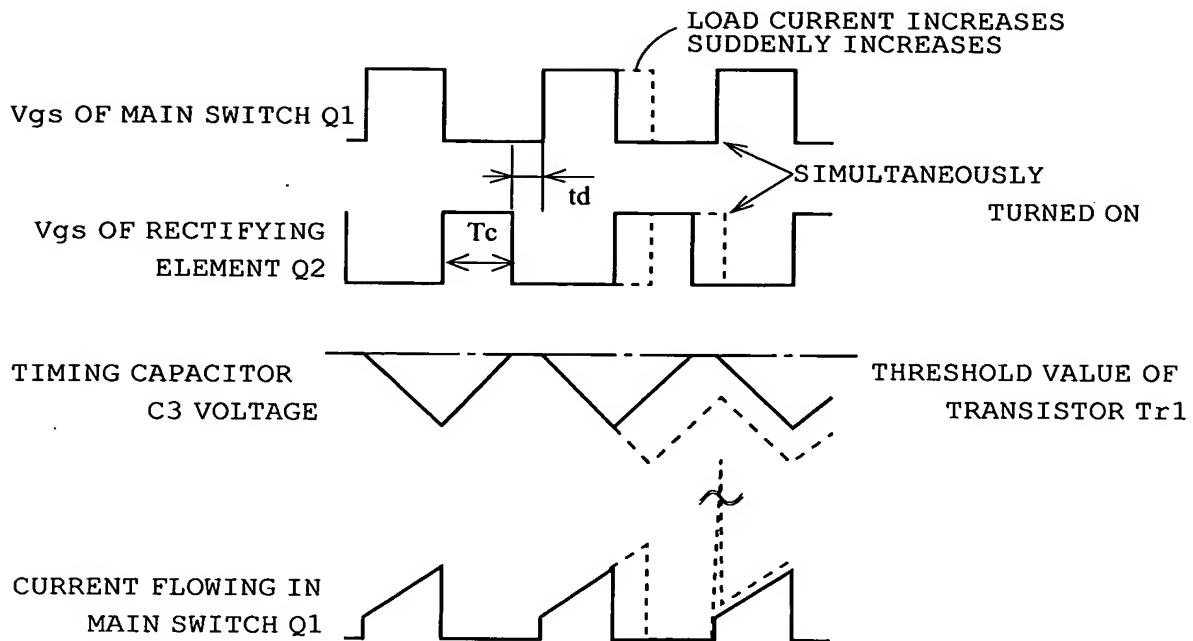 LOAD CURRENT INCREASES
SUDDENLY INCREASES
Vgs OF MAIN SWITCH Q1
SIMULTANEOUSLY
TURNED ON
td
Vgs OF RECTIFYING
ELEMENT Q2
Tc
TIMING CAPACITOR
C3 VOLTAGE
THRESHOLD VALUE OF
TRANSISTOR Tr1
CURRENT FLOWING IN
MAIN SWITCH Q1